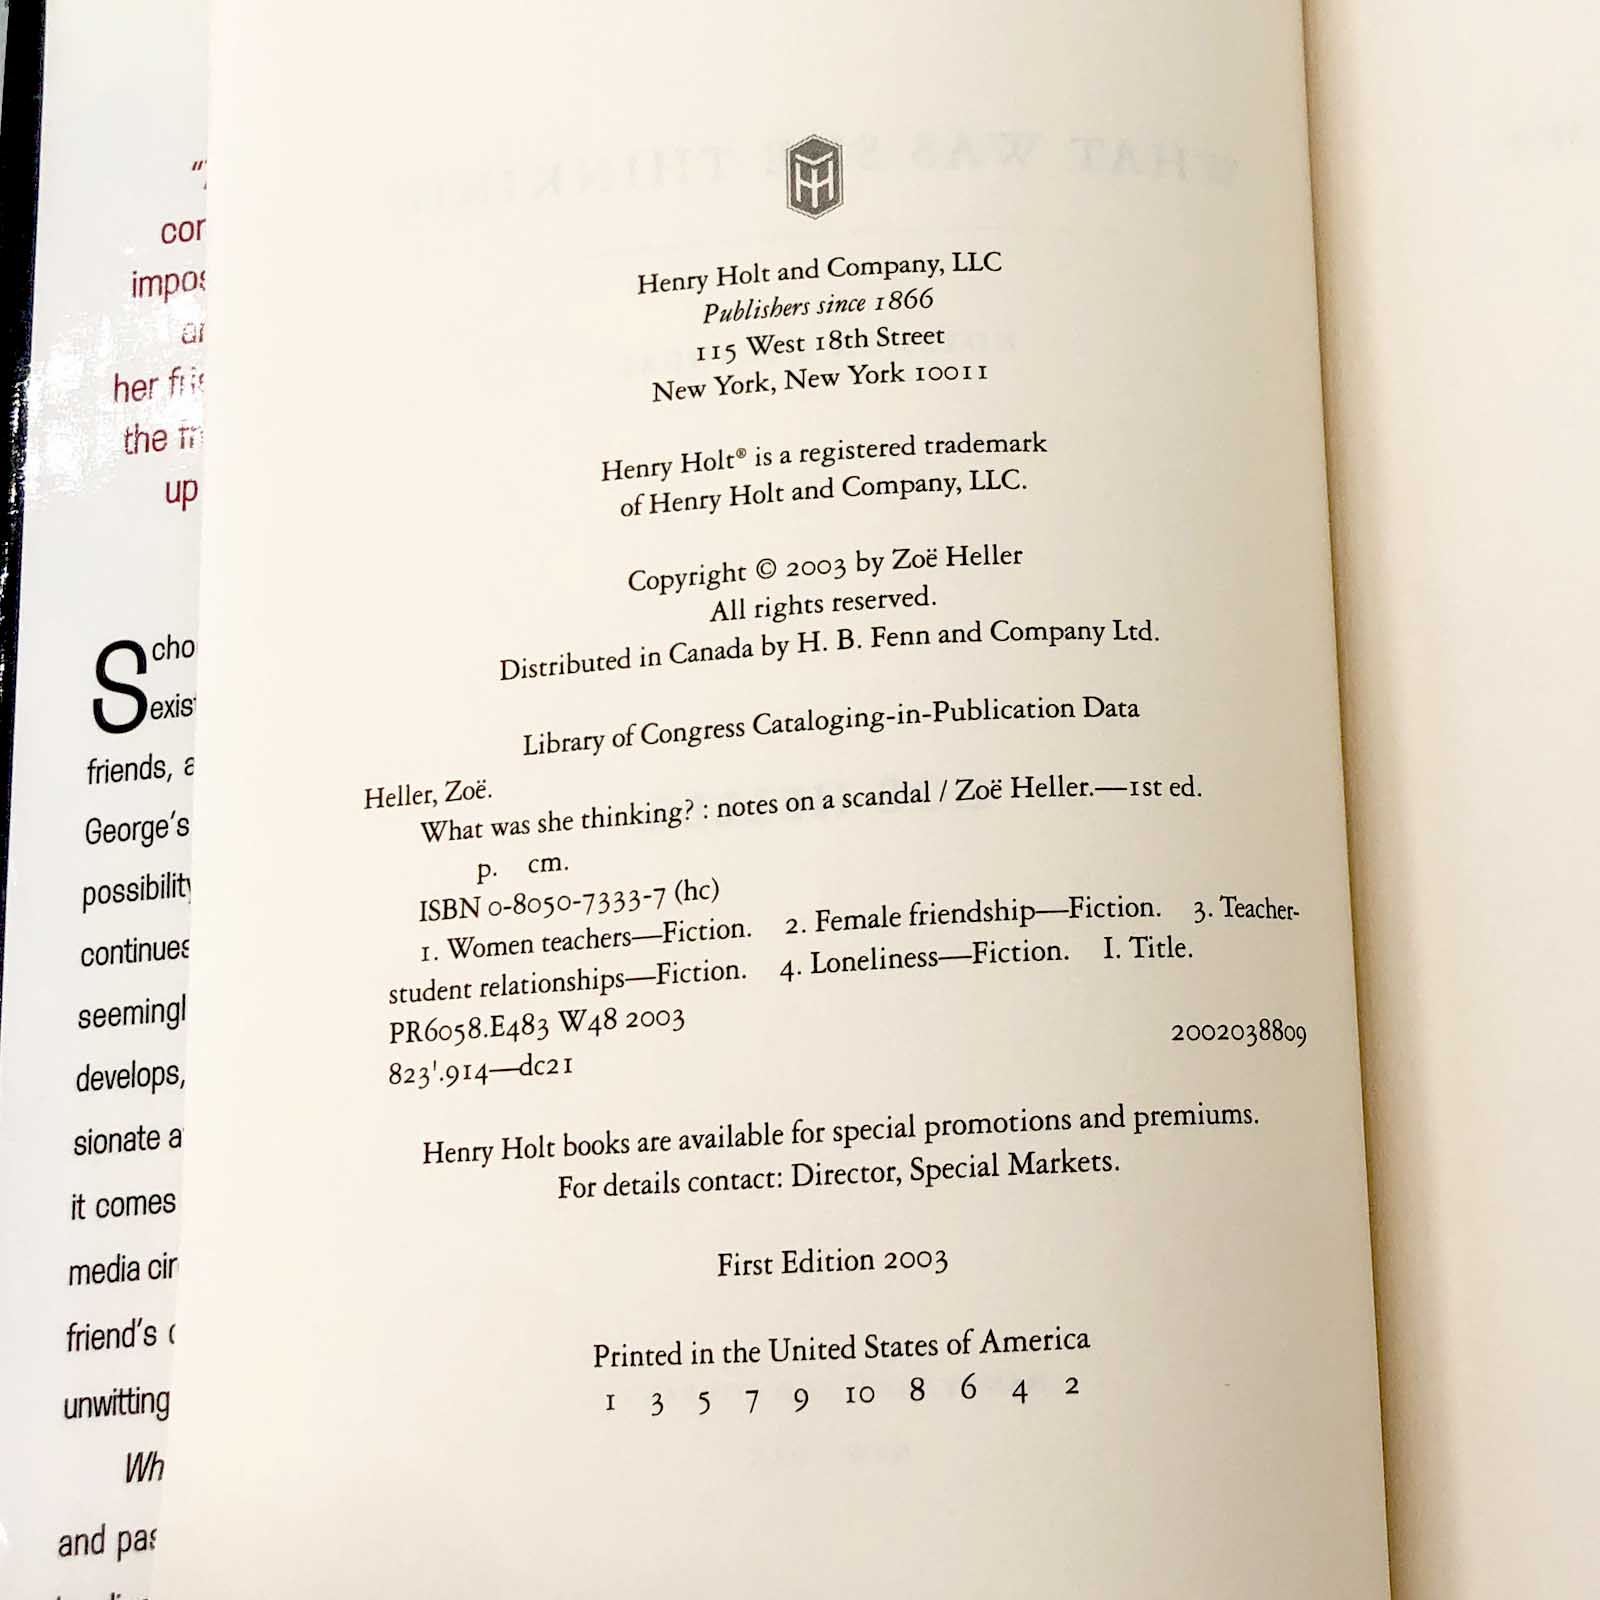 cor
impos
ar
her fris
the fr
up
Scho
exis
friends, a
George's
possibility
continues
seemingl
develops,
sionate a
it comes
media cir
friend's
unwitting
Wh
and pas
Henry Holt and Company, LLC
Publishers since 1866
115 West 18th Street
New York, New York 10011
Henry Holt® is a registered trademark
of Henry Holt and Company, LLC.
Copyright © 2003 by Zoë Heller
All rights reserved.
Distributed in Canada by H. B. Fenn and Company Ltd.
Library of Congress Cataloging-in-Publication Data
Heller, Zoë.
What was she thinking? : notes on a scandal / Zoë Heller.—1st ed.
p. cm.
ISBN 0-8050-7333-7 (hc)
1. Women teachers—Fiction. 2. Female friendship—Fiction. 3. Teacher-
student relationships—Fiction. 4. Loneliness—Fiction. I. Title.
PR6058.E483 W48 2003
2002038809
823'.914—dc21
Henry Holt books are available for special promotions and premiums.
For details contact: Director, Special Markets.
First Edition 2003
Printed in the United States of America
1 3 5 7 9 10 8 6 4 2